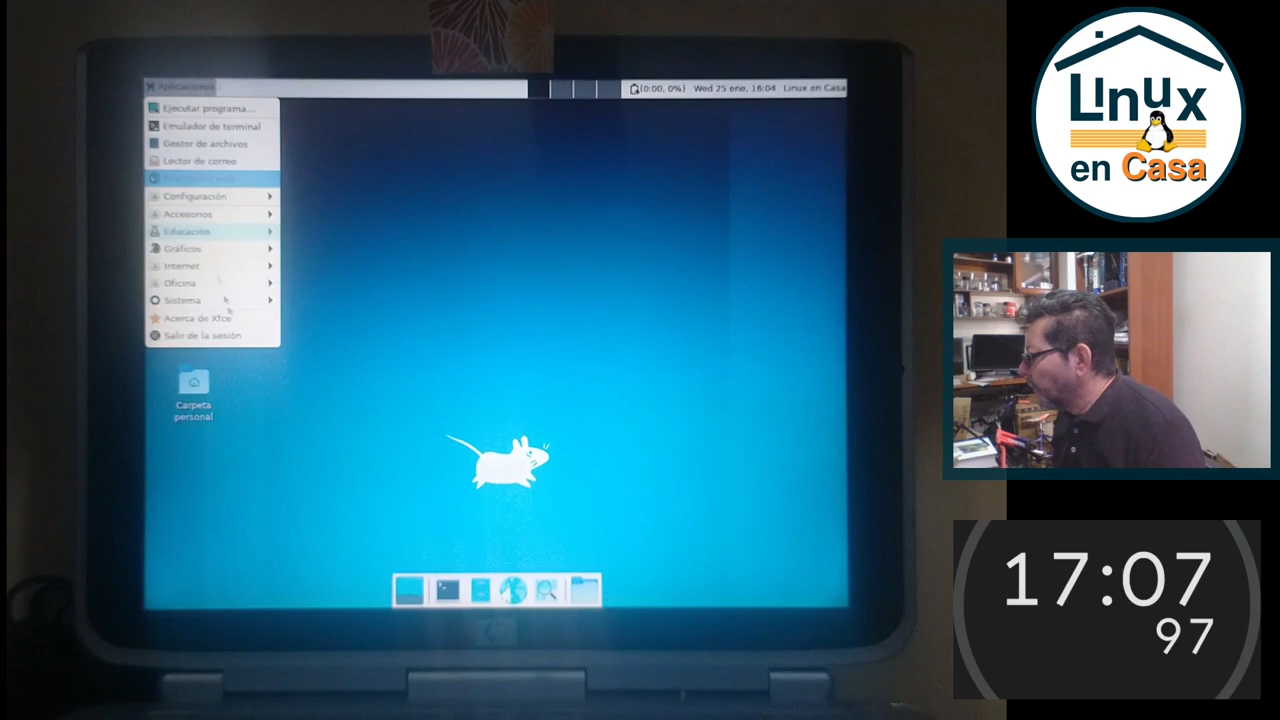 Aplicaciones
(0:00, 0%) Wed 25 ene, 16:04 Linux en Casa
Ejecutar programa...
Emulador de terminal
Gestor de archivos
Lector de correo
Configuración
Accesorios
Educación
Gráficos
Internet
Oficina
Sistema
Acerca de Xfce
Salir de la sesión
Carpeta
personal
hp
LInux
en Casa
17:07
97